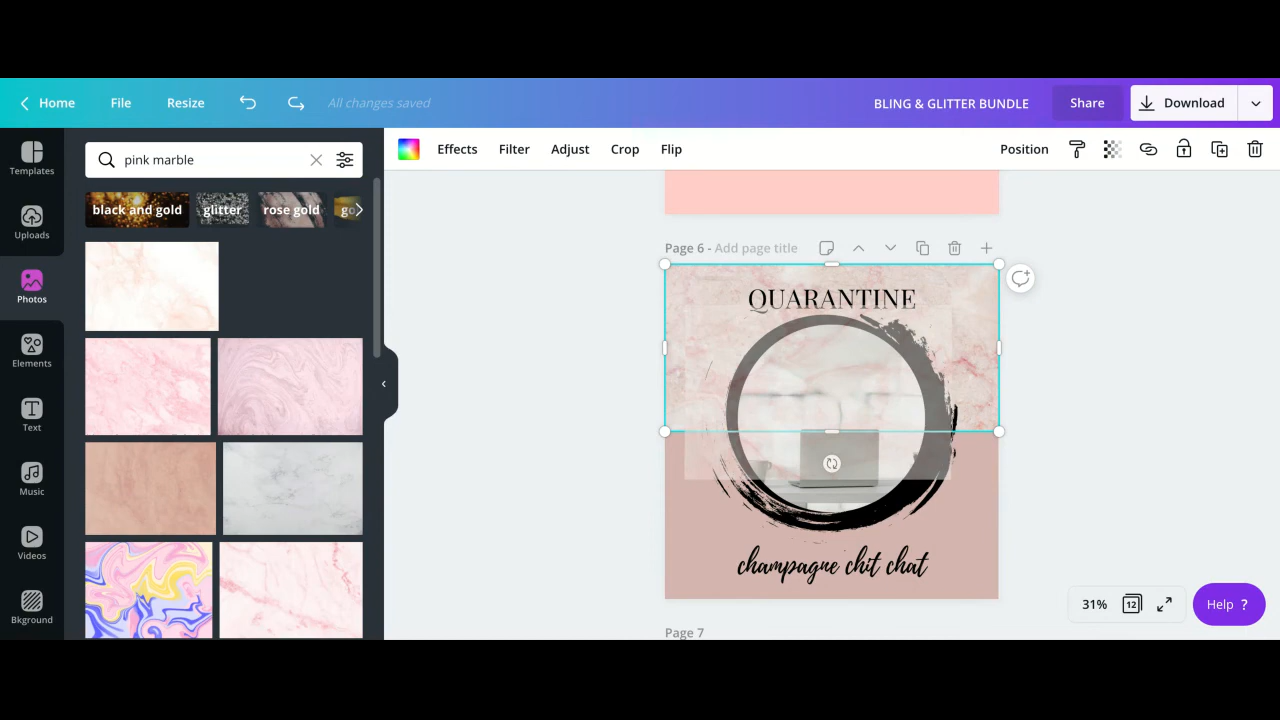 Home File Resize All changes saved BLING & GLITTER BUNDLE Share Download
Templates
Uploads
Photos
Elements
Text
Music
Videos
Bkground
pink marble
black and gold glitter rose gold go
Effects Filter Adjust Crop Flip Position
Page 6 - Add page title
QUARANTINE
champagne chit chat
Page 7
31% 12 Help ?